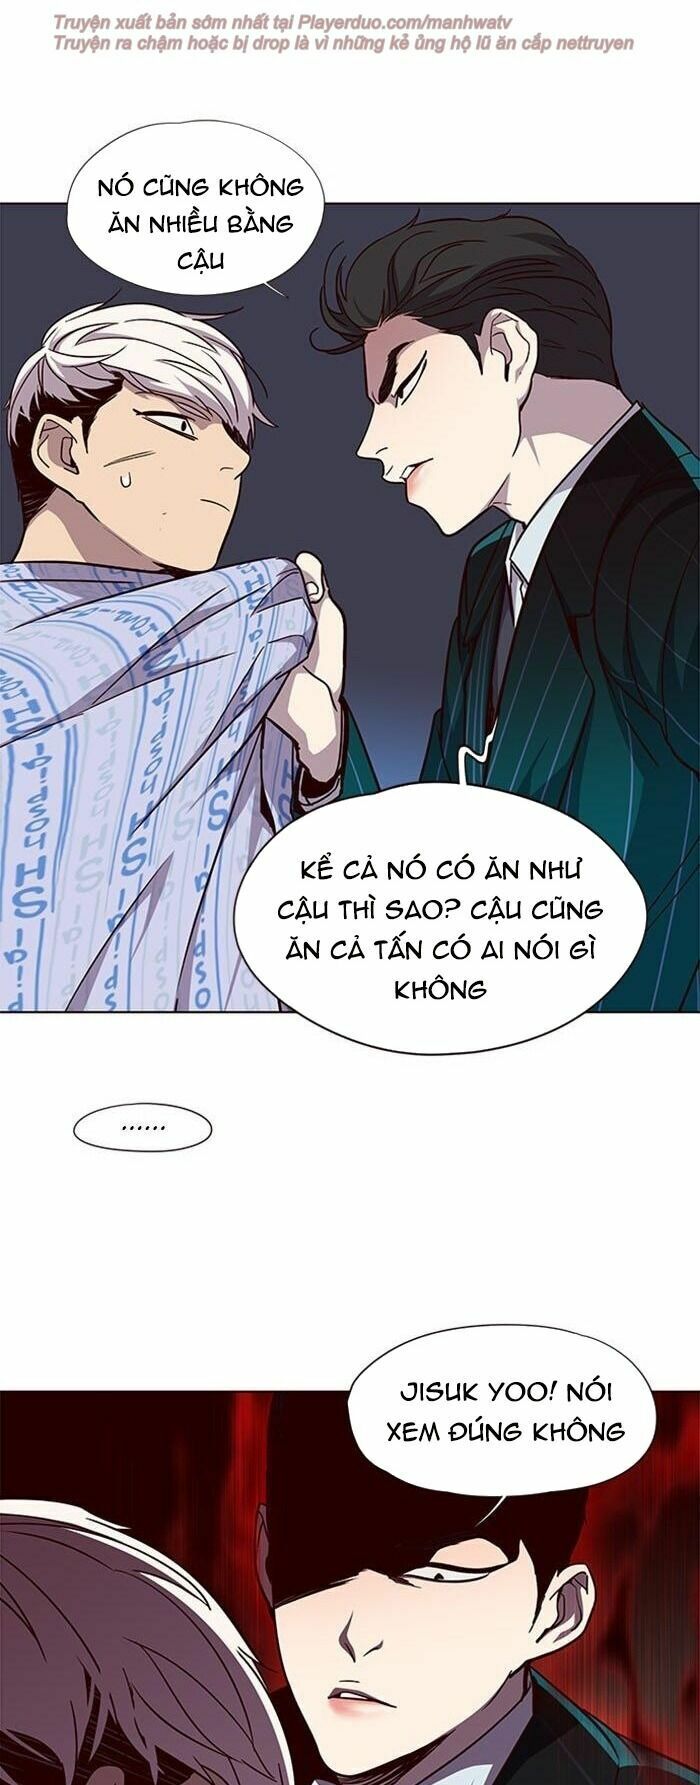 Truyện xuất bản sớm nhất tại Playerduo.com/manhwatv
Truyện ra chậm hoặc bị drop là vì những kẻ ủng hộ lũ ăn cắp nettruyen
NÓ CŨNG KHÔNG
ĂN NHIỀU BẰNG
CẬU
KỂ CẢ NÓ CÓ ĂN NHƯ
CẬU THÌ SAO? CẬU CŨNG
ĂN CẢ TẤN CÓ AI NÓI GÌ
KHÔNG
......
JISUK YOO! NÓI
XEM ĐÚNG KHÔNG